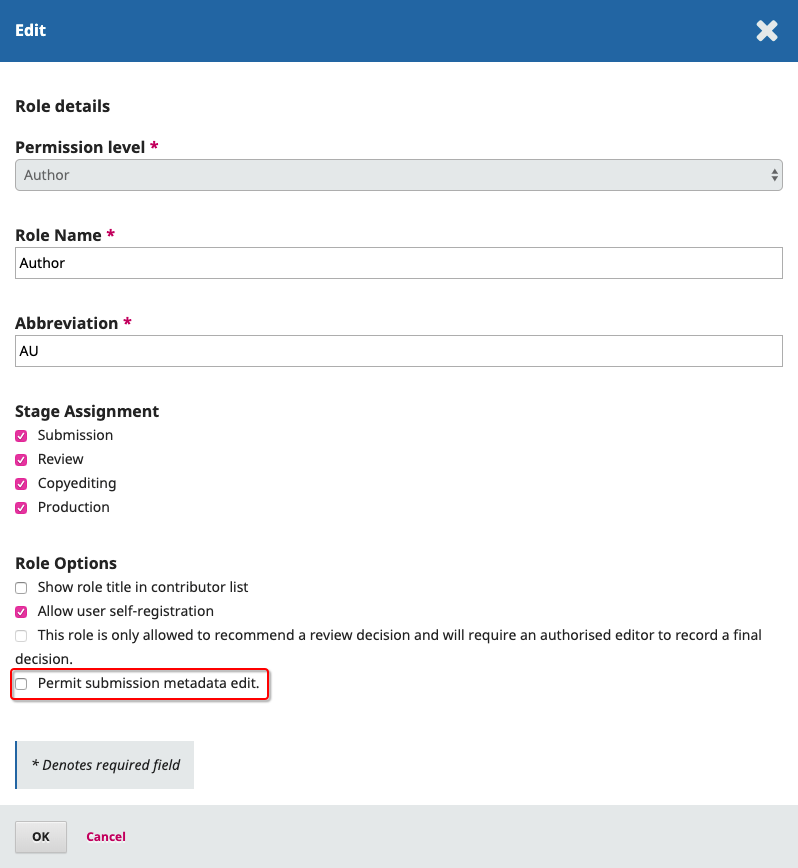 Edit
Role details
Permission level *
Author
Role Name *
Author
Abbreviation *
AU
Stage Assignment
Submission
Review
Copyediting
Production
Role Options
Show role title in contributor list
Allow user self-registration
This role is only allowed to recommend a review decision and will require an authorised editor to record a final
decision.
Permit submission metadata edit.
* Denotes required field
OK
Cancel